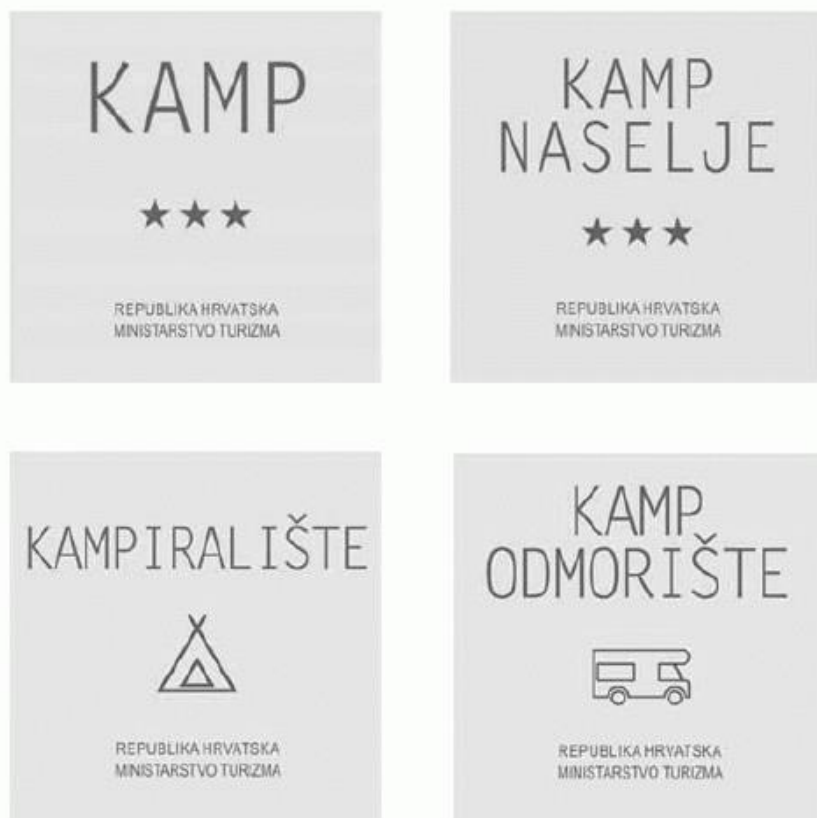 KAMP
★★★
REPUBLIKA HRVATSKA
MINISTARSTVO TURIZMA
KAMP
NASELJE
★★★
REPUBLIKA HRVATSKA
MINISTARSTVO TURIZMA
KAMPIRALIŠTE
REPUBLIKA HRVATSKA
MINISTARSTVO TURIZMA
KAMP
ODMORIŠTE
REPUBLIKA HRVATSKA
MINISTARSTVO TURIZMA